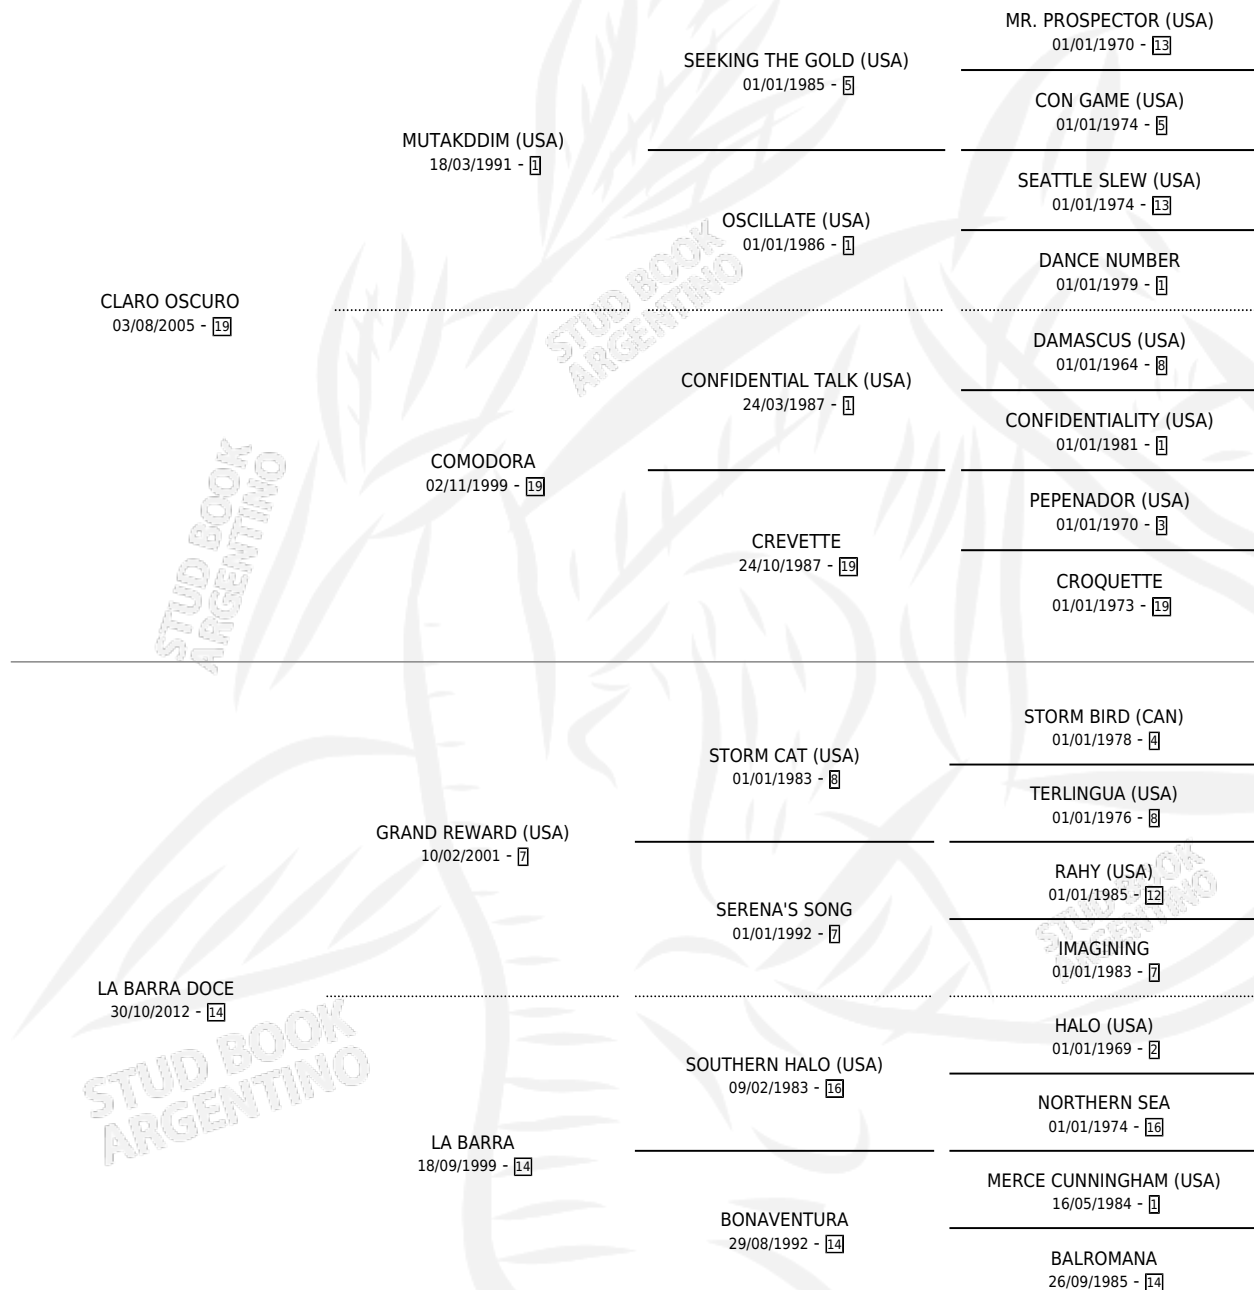 MR. PROSPECTOR (USA)
01/01/1970 - 13
SEEKING THE GOLD (USA)
01/01/1985 - 5
CON GAME (USA)
01/01/1974 - 5
MUTAKDDIM (USA)
18/03/1991 - 1
SEATTLE SLEW (USA)
01/01/1974 - 13
OSCILLATE (USA)
01/01/1986 - 1
DANCE NUMBER
01/01/1979 - 1
CLARO OSCURO
03/08/2005 - 19
DAMASCUS (USA)
01/01/1964 - 8
CONFIDENTIAL TALK (USA)
24/03/1987 - 1
CONFIDENTIALITY (USA)
01/01/1981 - 1
COMODORA
02/11/1999 - 19
PEPENADOR (USA)
01/01/1970 - 3
CREVETTE
24/10/1987 - 19
CROQUETTE
01/01/1973 - 19
STORM BIRD (CAN)
01/01/1978 - 4
STORM CAT (USA)
01/01/1983 - 8
TERLINGUA (USA)
01/01/1976 - 8
GRAND REWARD (USA)
10/02/2001 - 7
RAHY (USA)
01/01/1985 - 12
SERENA'S SONG
01/01/1992 - 7
IMAGINING
01/01/1983 - 7
LA BARRA DOCE
30/10/2012 - 14
HALO (USA)
01/01/1969 - 2
SOUTHERN HALO (USA)
09/02/1983 - 16
NORTHERN SEA
01/01/1974 - 16
LA BARRA
18/09/1999 - 14
MERCE CUNNINGHAM (USA)
16/05/1984 - 1
BONAVENTURA
29/08/1992 - 14
BALROMANA
26/09/1985 - 14
STUD BOOK
ARGENTINO
STUD BOOK
ARGENTINO
STUD BOOK
ARGENTINO
STUD BOOK
ARGENTINO